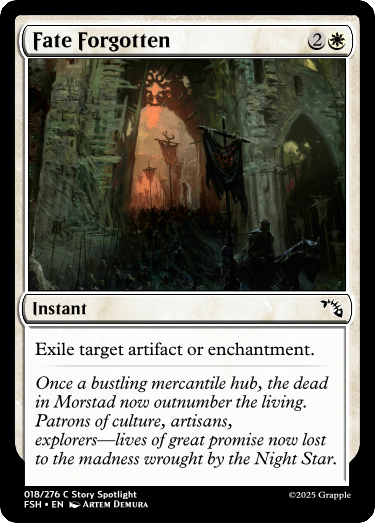 Fate Forgotten
2
Instant
Exile target artifact or enchantment.
Once a bustling mercantile hub, the dead
in Morstad now outnumber the living.
Patrons of culture, artisans,
explorers—lives of great promise now lost
to the madness wrought by the Night Star.
018/276 C Story Spotlight
FSH • EN Artem Demura
©2025 Grapple